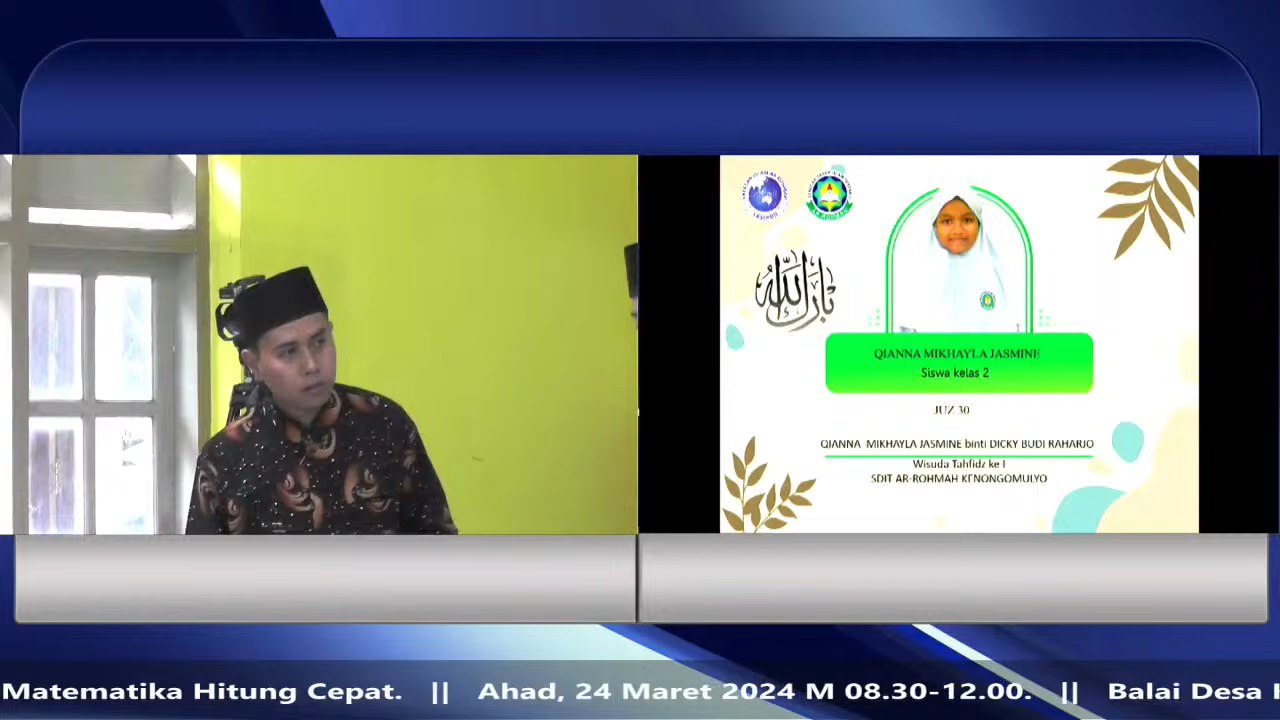 بارك الله
QIANNA MIKHAYLA JASMINE
Siswa kelas 2
JUZ 30
QIANNA MIKHAYLA JASMINE binti DICKY BUDI RAHARJO
Wisuda Tahfidz ke I
SDIT AR-ROHMAH KENONGOMULYO
Matematika Hitung Cepat. || Ahad, 24 Maret 2024 M 08.30-12.00. || Balai Desa